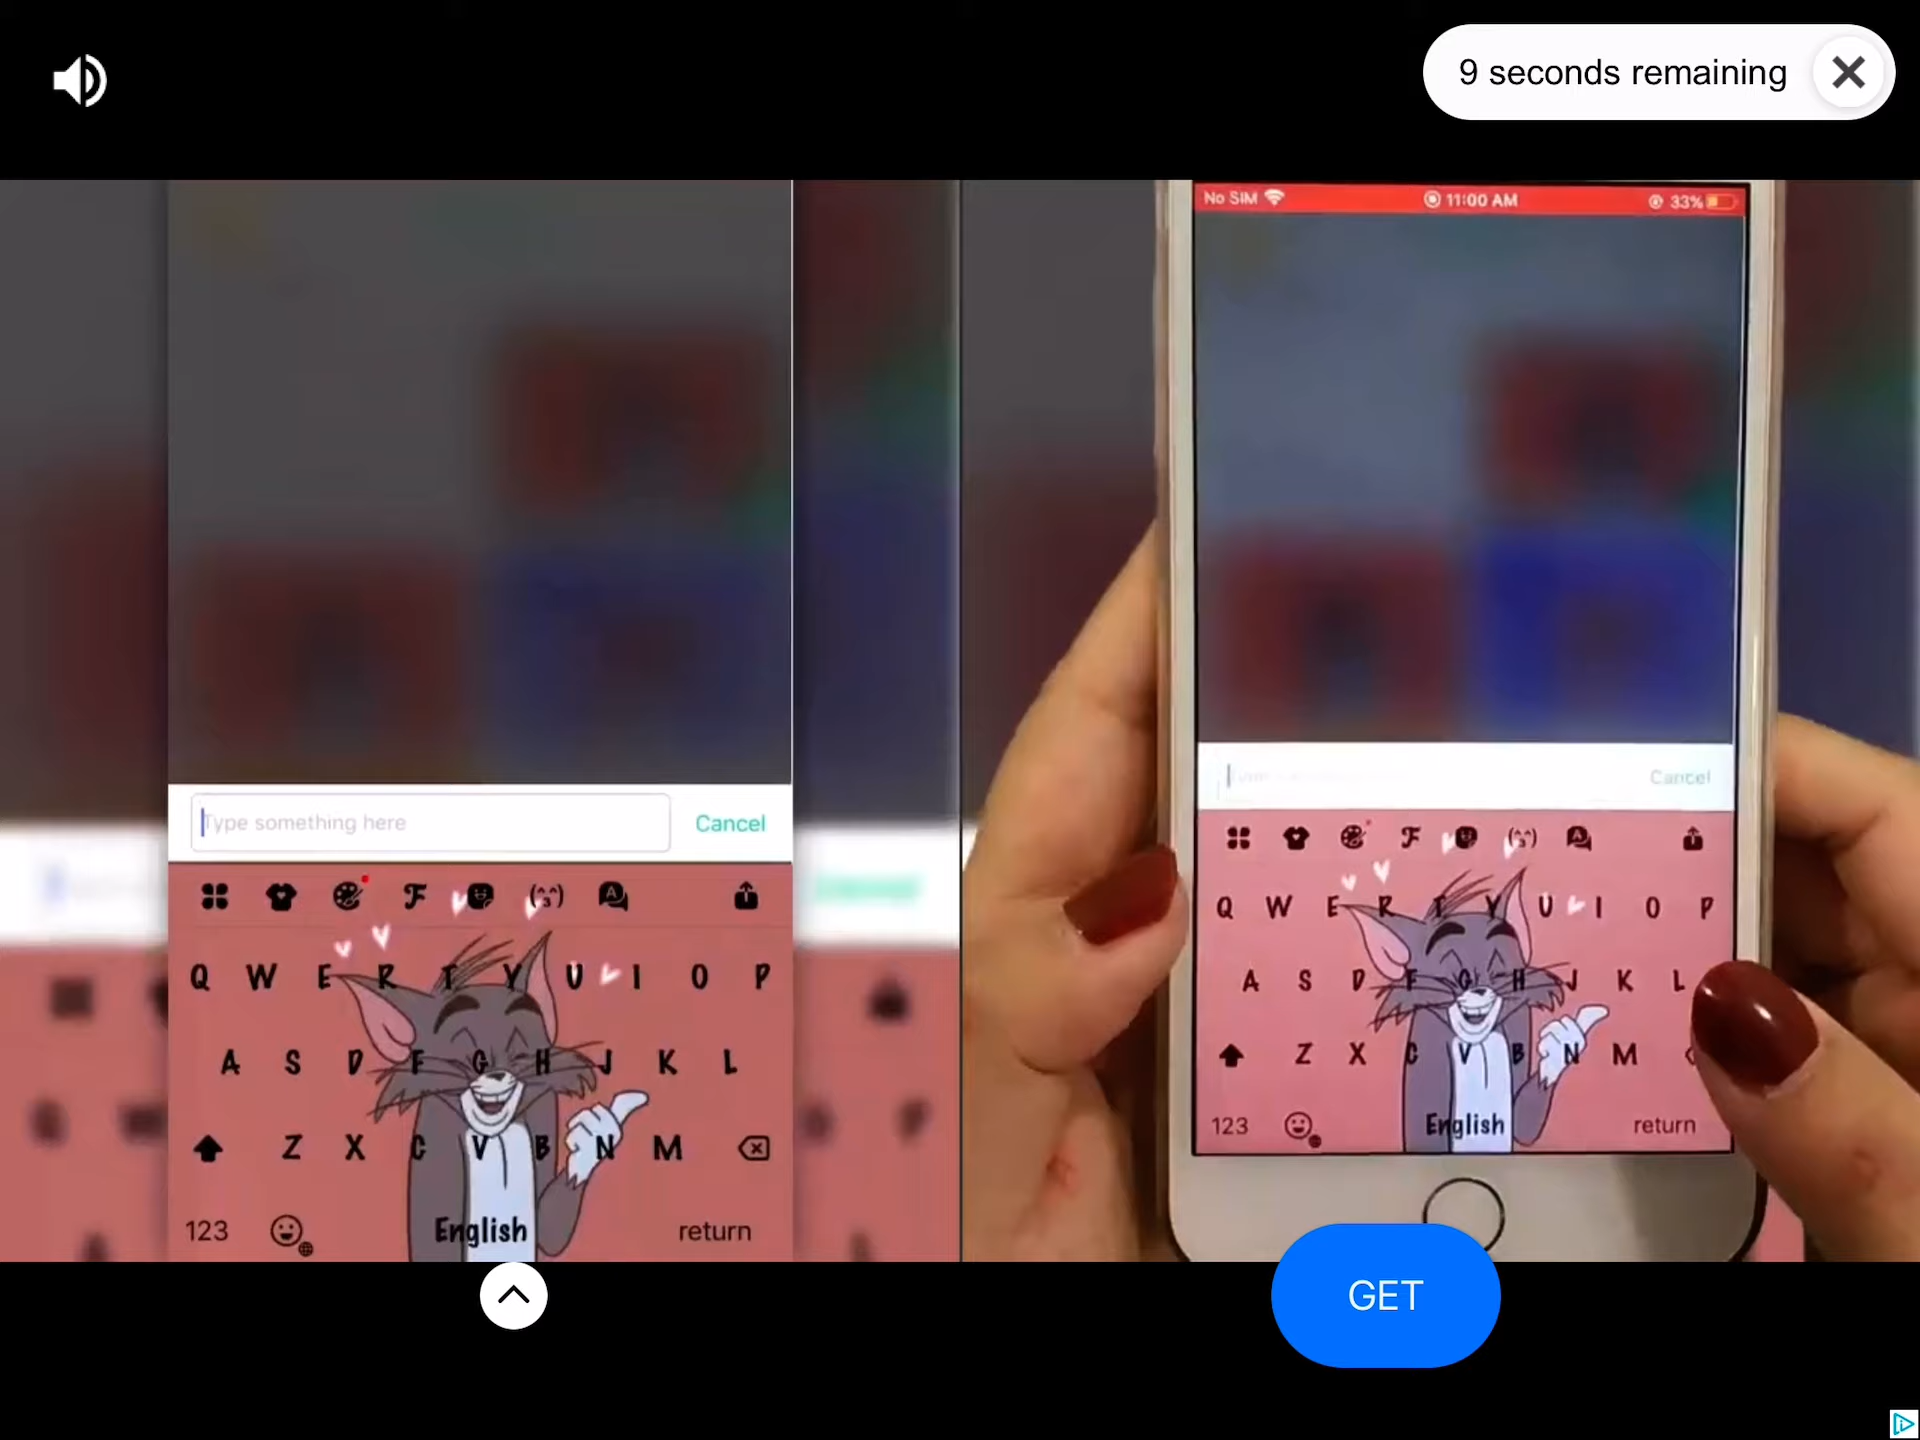 9 seconds remaining
No SIM 11:00 AM 33%
Type something here Cancel
Cancel
Q W E R T Y U I O P
A S D F G H J K L
Z X C V B N M
123 English return
Q W E R T Y U I O P
A S D F G H J K L
Z X C V B N M
123 English return
GET